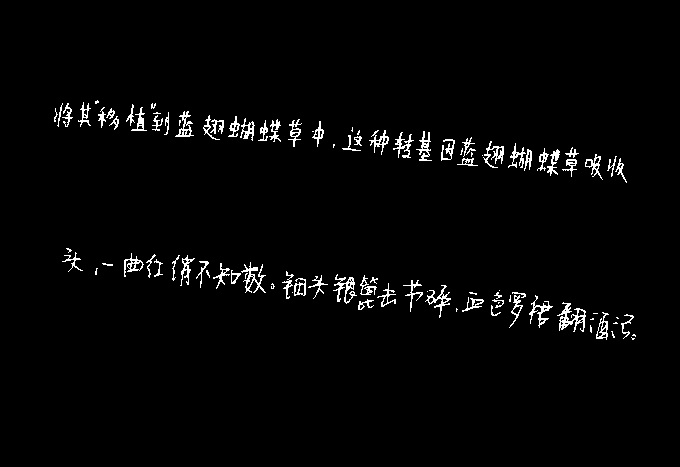 将其“移植”到蓝翅蝴蝶草中,这种转基因蓝翅蝴蝶草吸收
头,一曲红绡不知数。钿头银篦击节碎,血色罗裙翻酒污。